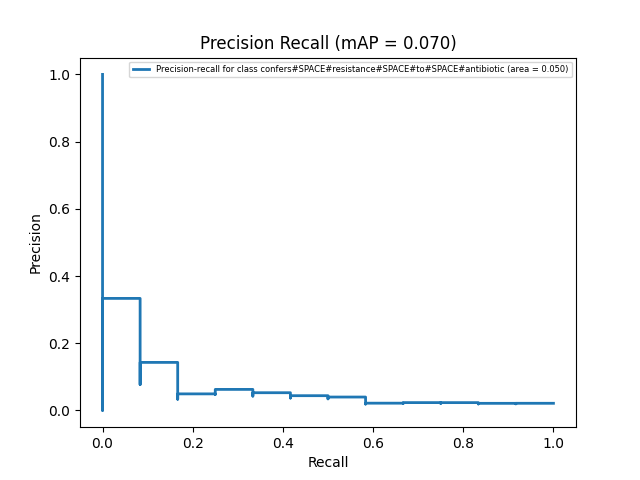 Precision Recall (mAP = 0.070)
Precision-recall for class confers#SPACE#resistance#SPACE#to#SPACE#antibiotic (area = 0.050)
1.0
0.8
0.6
0.4
0.2
0.0
Precision
0.0 0.2 0.4 0.6 0.8 1.0
Recall